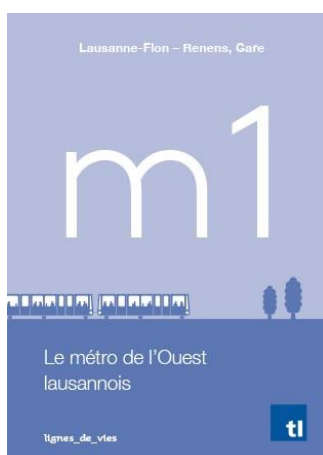 Lausanne-Flon – Renens, Gare
m1
Le métro de l'Ouest
lausannois
lignes_de_vies
tl